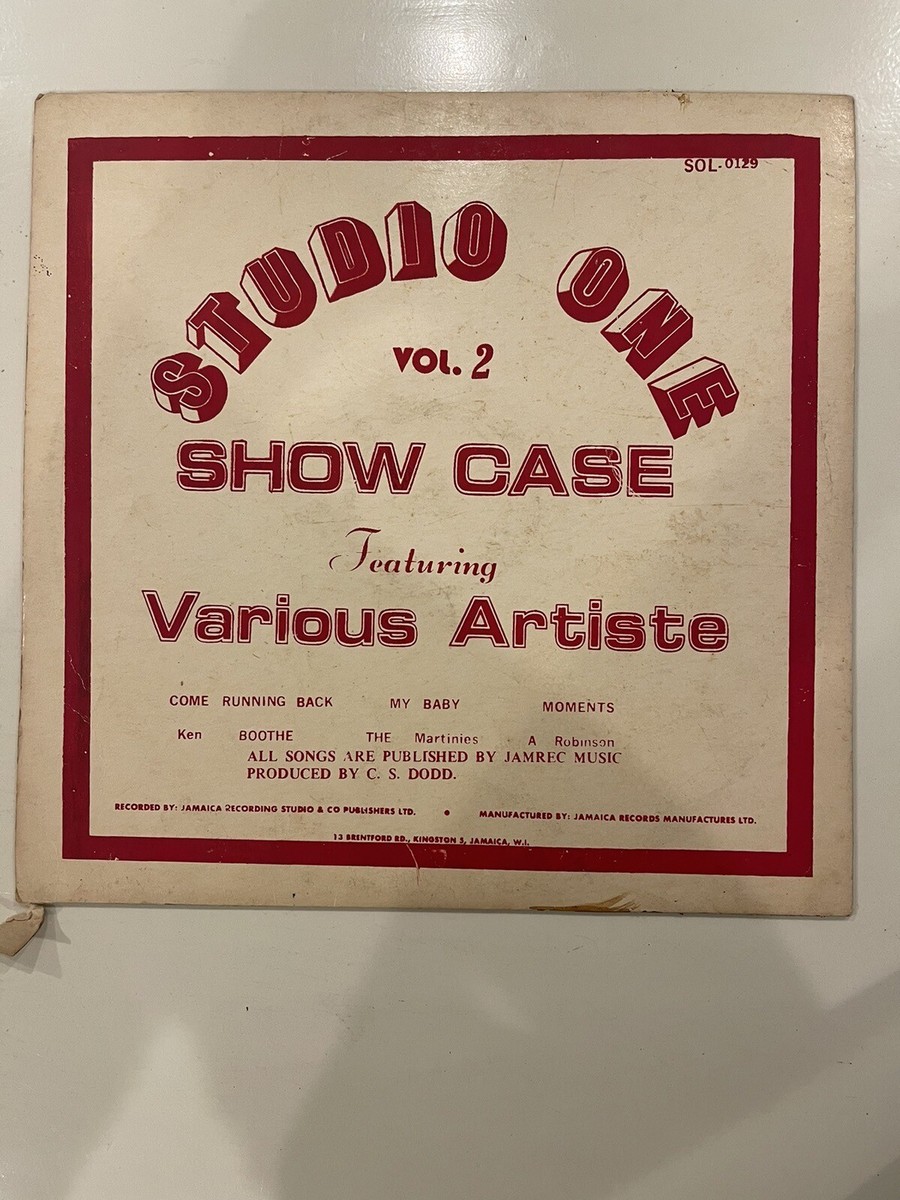 SOL-0129
STUDIO ONE
VOL. 2
SHOW CASE
Featuring
Various Artiste
COME RUNNING BACK MY BABY MOMENTS
Ken BOOTHE THE Martinies A Robinson
ALL SONGS ARE PUBLISHED BY JAMREC MUSIC
PRODUCED BY C. S. DODD.
RECORDED BY: JAMAICA RECORDING STUDIO & CO PUBLISHERS LTD. • MANUFACTURED BY: JAMAICA RECORDS MANUFACTURES LTD.
13 BRENTFORD RD., KINGSTON 5, JAMAICA, W.I.